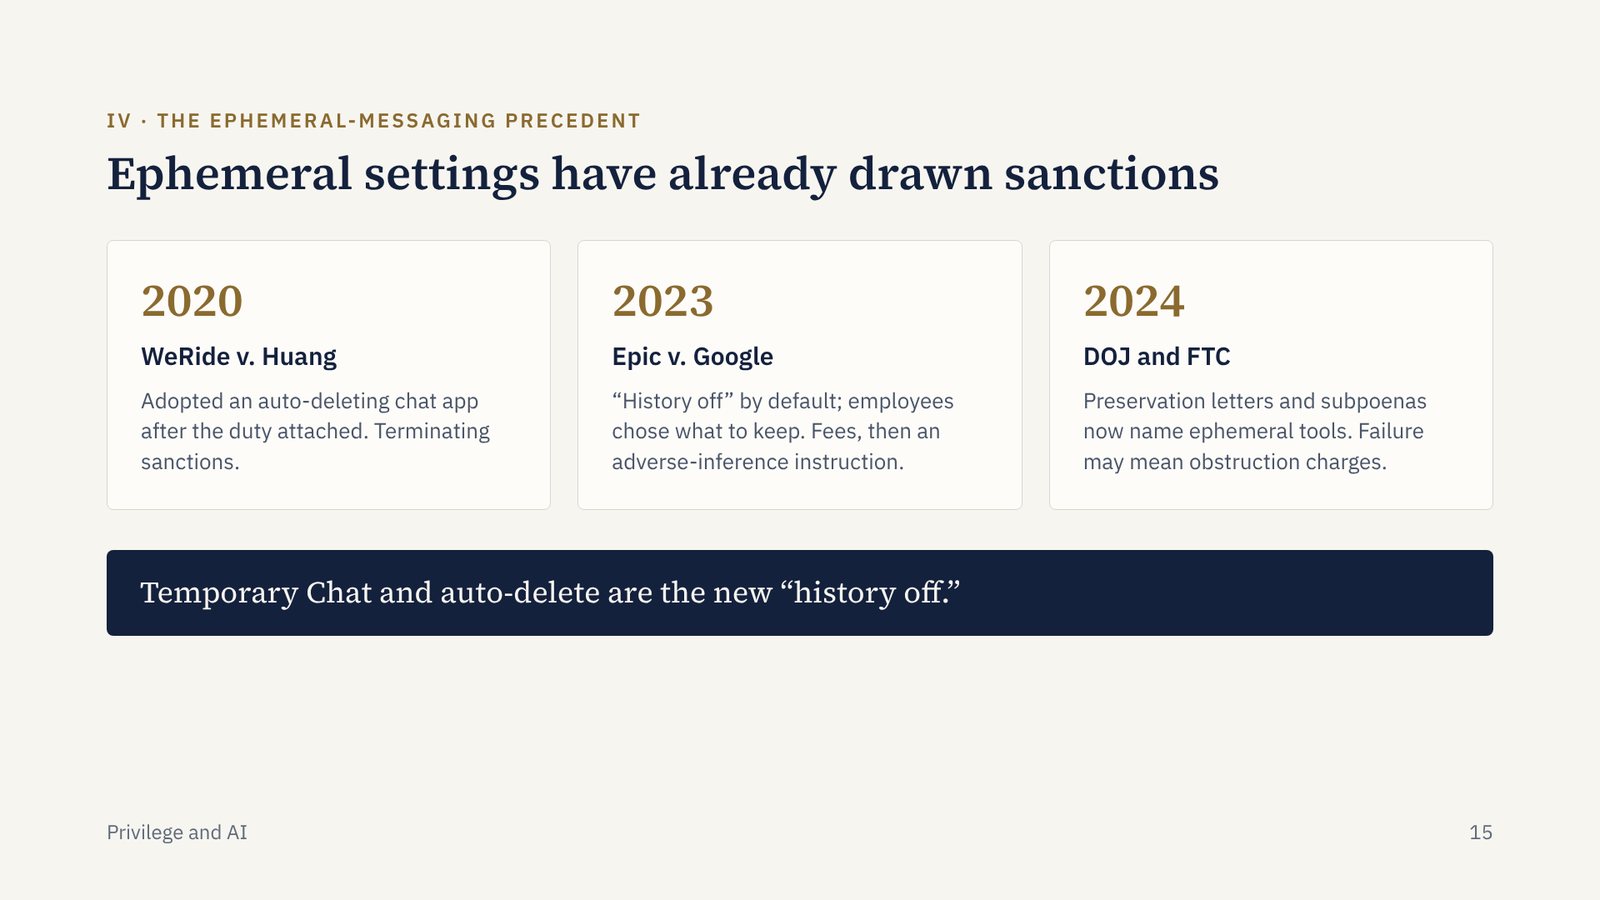 IV · THE EPHEMERAL-MESSAGING PRECEDENT
Ephemeral settings have already drawn sanctions
2020
WeRide v. Huang
Adopted an auto-deleting chat app
after the duty attached. Terminating
sanctions.
2023
Epic v. Google
“History off” by default; employees
chose what to keep. Fees, then an
adverse-inference instruction.
2024
DOJ and FTC
Preservation letters and subpoenas
now name ephemeral tools. Failure
may mean obstruction charges.
Temporary Chat and auto-delete are the new “history off.”
Privilege and AI
15